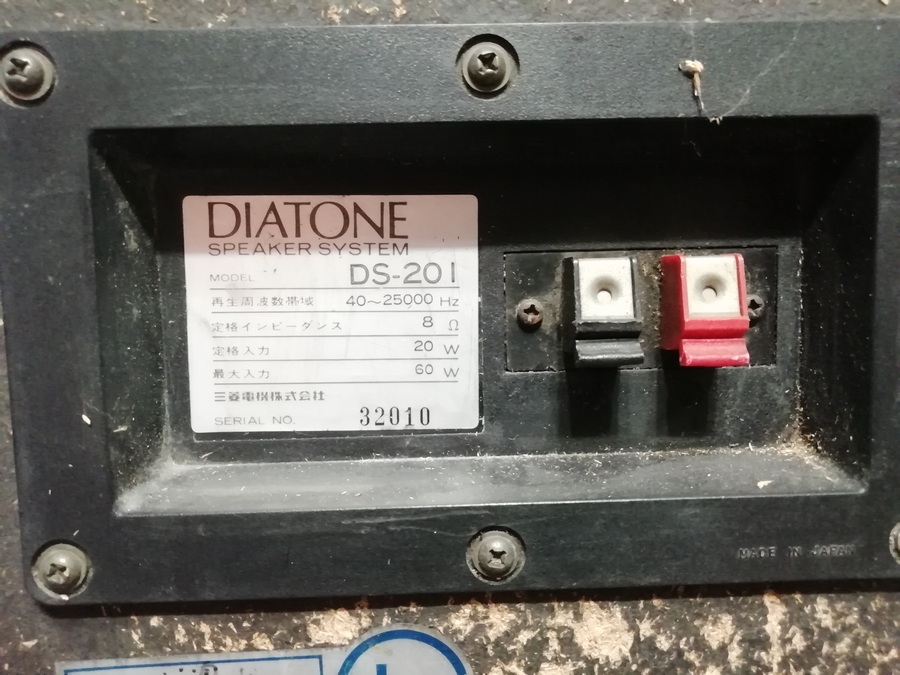 DIATONE
SPEAKER SYSTEM
MODEL DS-201
再生周波数帯域 40～25000 Hz
定格インピーダンス 8 Ω
定格入力 20 W
最大入力 60 W
三菱電機株式会社
SERIAL NO. 32010
MADE IN JAPAN